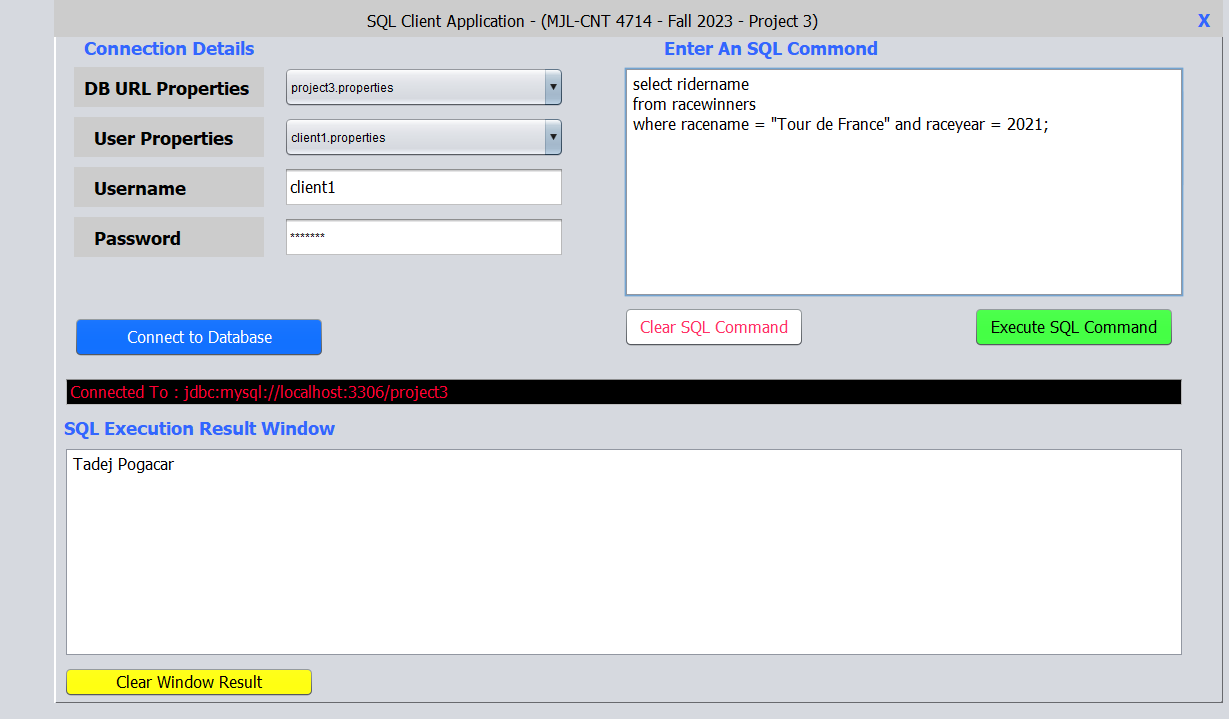 SQL Client Application - (MJL-CNT 4714 - Fall 2023 - Project 3)
X
Connection Details
Enter An SQL Commond
DB URL Properties
project3.properties
User Properties
client1.properties
Username
client1
Password
*******
select ridername
from racewinners
where racename = "Tour de France" and raceyear = 2021;
Connect to Database
Clear SQL Command
Execute SQL Command
Connected To : jdbc:mysql://localhost:3306/project3
SQL Execution Result Window
Tadej Pogacar
Clear Window Result